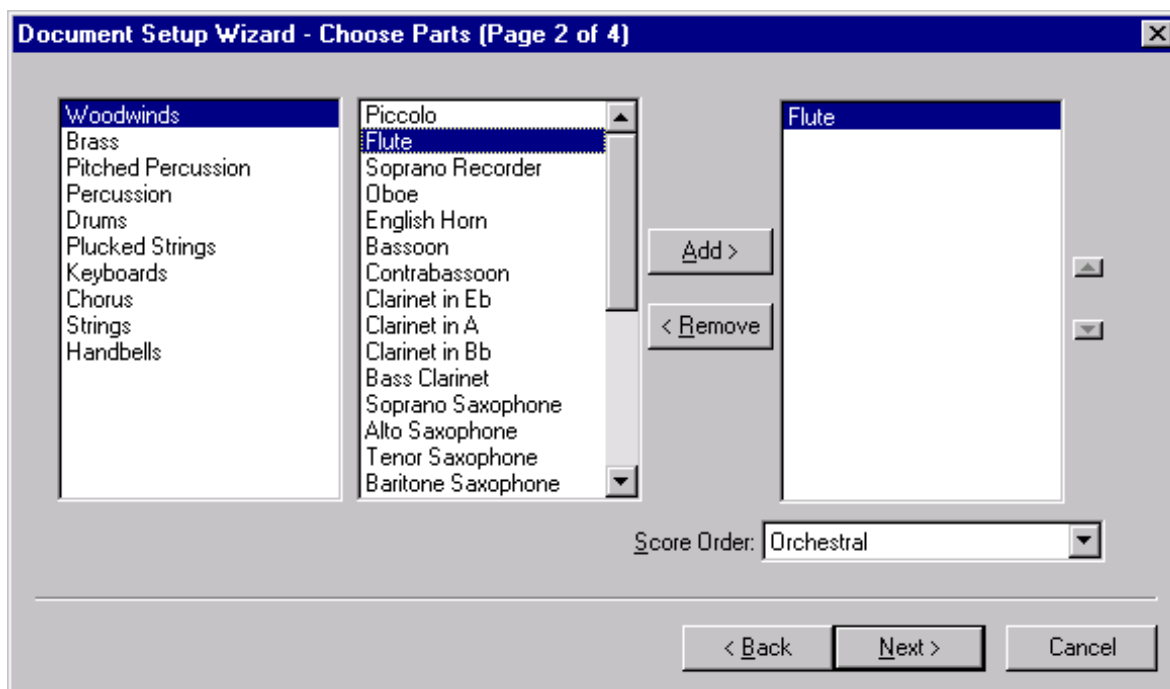 Document Setup Wizard - Choose Parts (Page 2 of 4)
Woodwinds
Brass
Pitched Percussion
Percussion
Drums
Plucked Strings
Keyboards
Chorus
Strings
Handbells
Piccolo
Flute
Soprano Recorder
Oboe
English Horn
Bassoon
Contrabassoon
Clarinet in Eb
Clarinet in A
Clarinet in Bb
Bass Clarinet
Soprano Saxophone
Alto Saxophone
Tenor Saxophone
Baritone Saxophone
Add >
< Remove
Flute
Score Order: Orchestral
< Back Next > Cancel